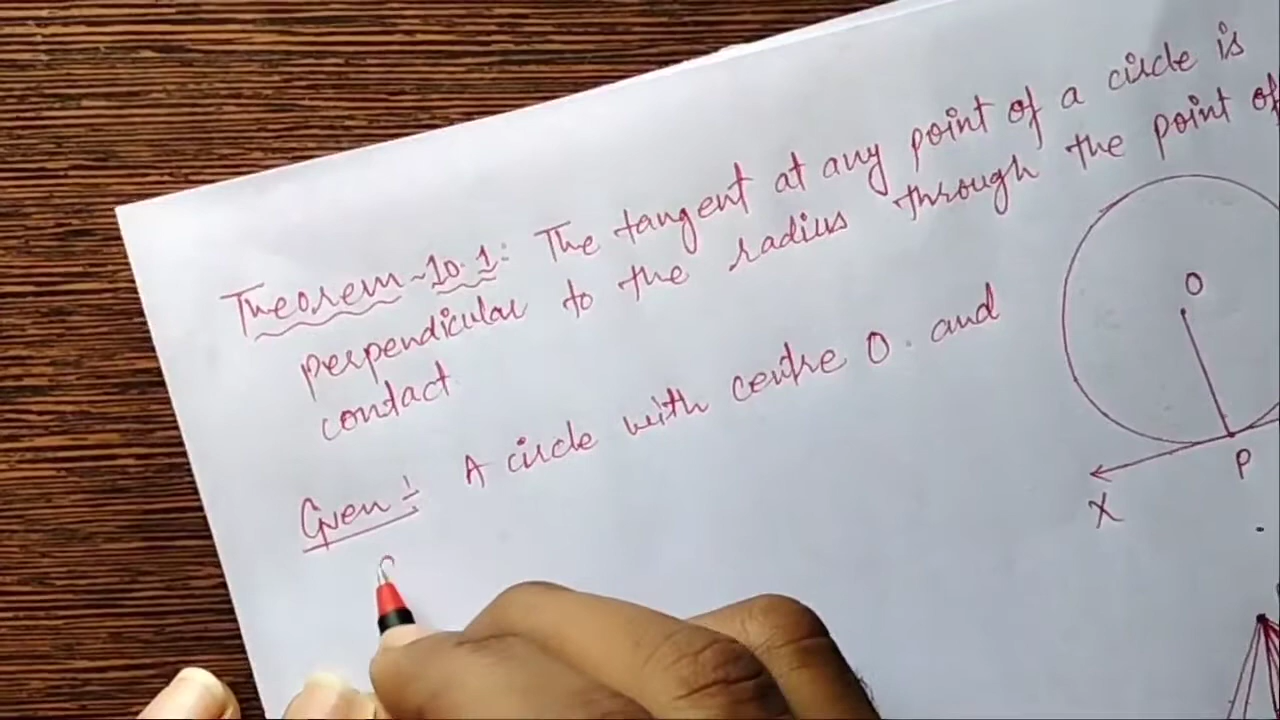 Theorem-10.1: The tangent at any point of a circle is
perpendicular to the radius through the point of
contact
Given:- A circle with centre O. and
O
P
X